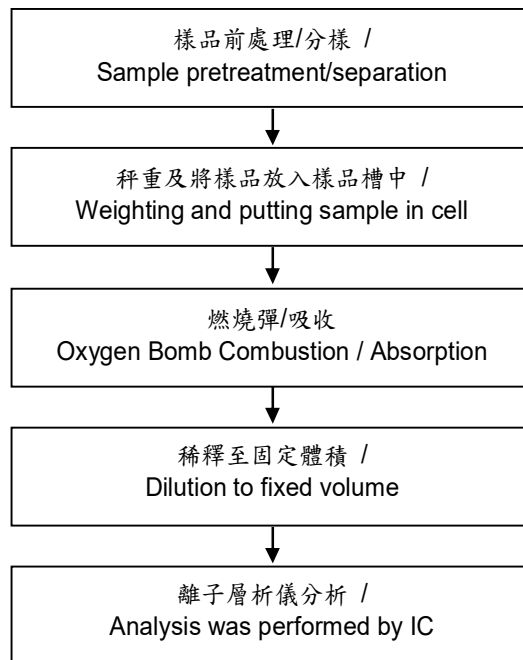 樣品前處理/分樣 /
Sample pretreatment/separation
秤重及將樣品放入樣品槽中 /
Weighting and putting sample in cell
燃燒彈/吸收
Oxygen Bomb Combustion / Absorption
稀釋至固定體積 /
Dilution to fixed volume
離子層析儀分析 /
Analysis was performed by IC